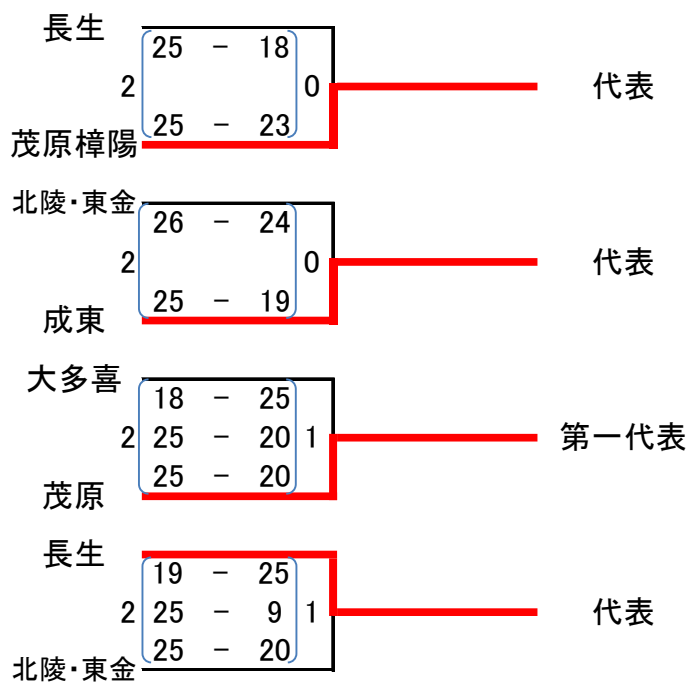 長生
25 － 18
2 0 代表
25 － 23
茂原樟陽
北陵・東金
26 － 24
2 0 代表
25 － 19
成東
大多喜
18 － 25
2 25 － 20 1 第一代表
25 － 20
茂原
長生
19 － 25
2 25 － 9 1 代表
25 － 20
北陵・東金